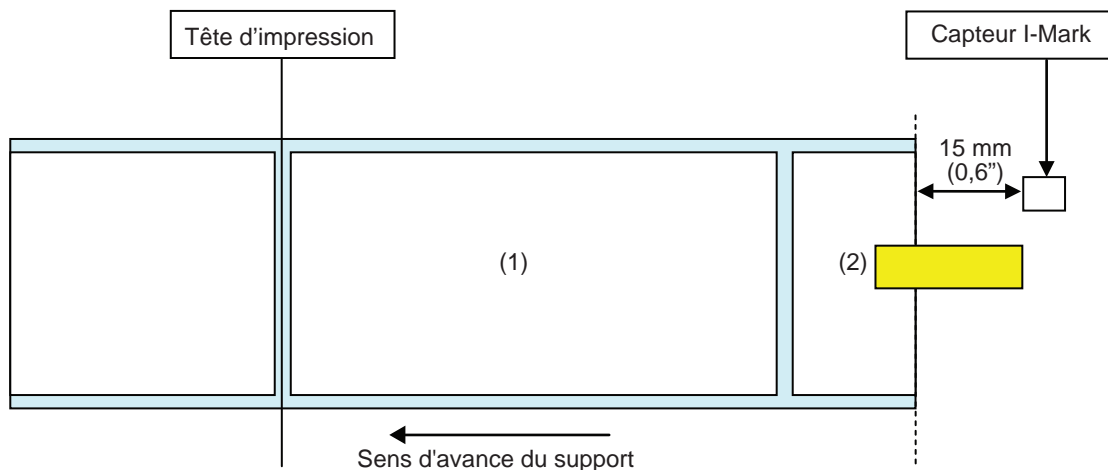 Tête d’impression
Capteur I-Mark
15 mm
(0,6”)
(1)
(2)
Sens d'avance du support